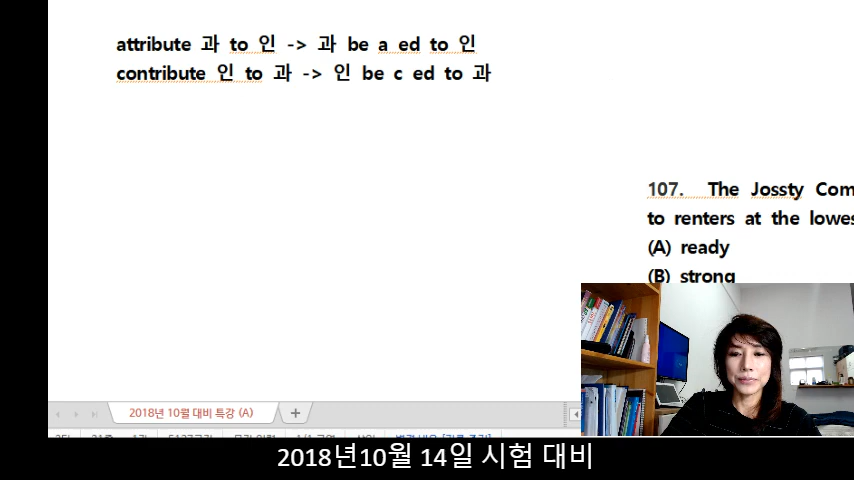 attribute 과 to 인 -> 과 be a ed to 인
contribute 인 to 과 -> 인 be c ed to 과
107. The Jossty Com
to renters at the lowes
(A) ready
(B) strong
2018년 10월 대비 특강 (A)
2018년10월 14일 시험 대비